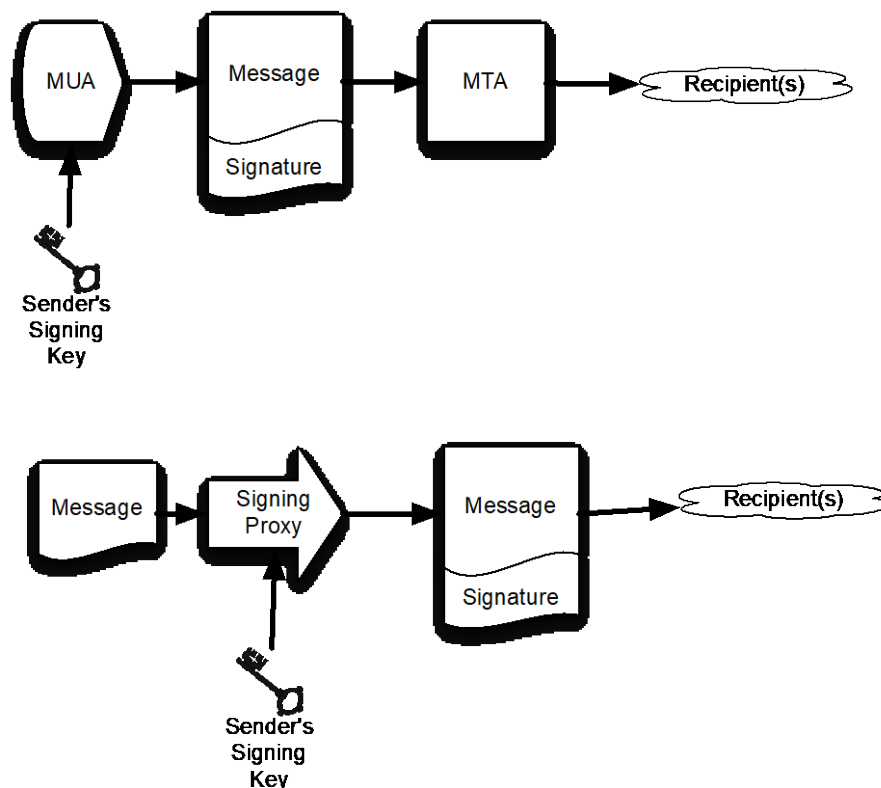 MUA
Message
Signature
MTA
Recipient(s)
Sender's
Signing
Key
Message
Signing
Proxy
Message
Signature
Recipient(s)
Sender's
Signing
Key